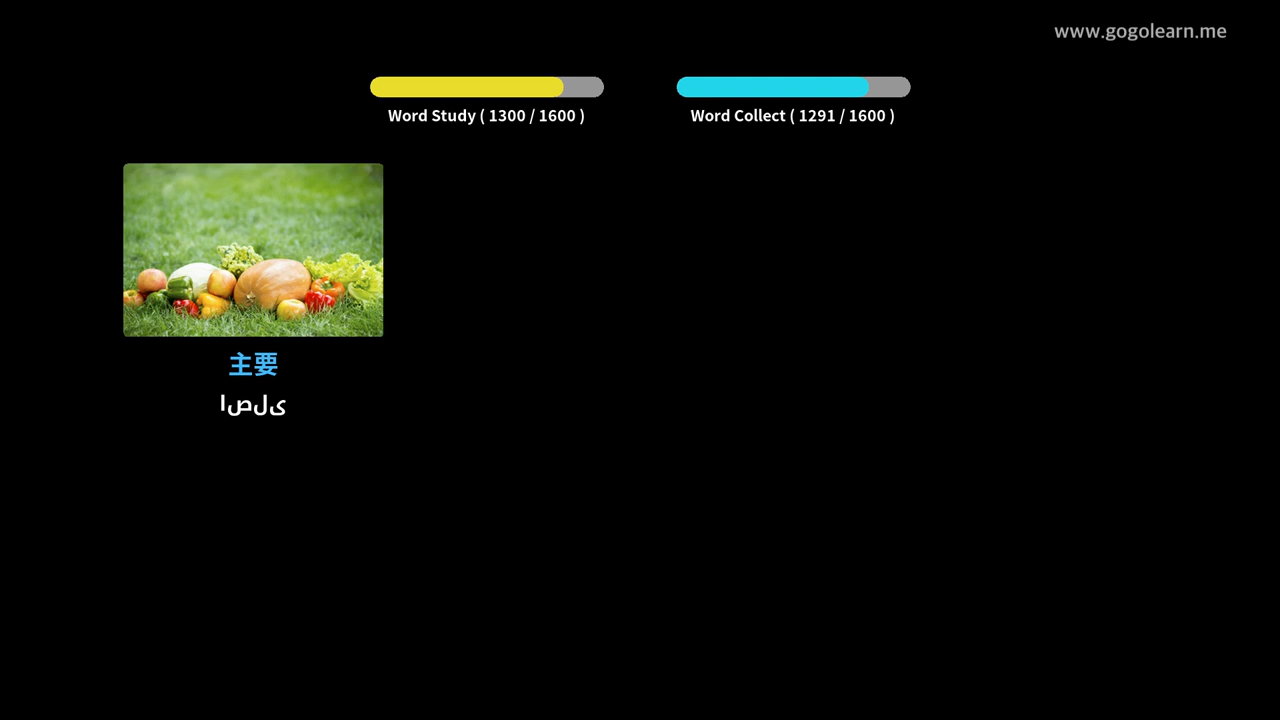 www.gogolearn.me
Word Study ( 1300 / 1600 )
Word Collect ( 1291 / 1600 )
主要
اصلی